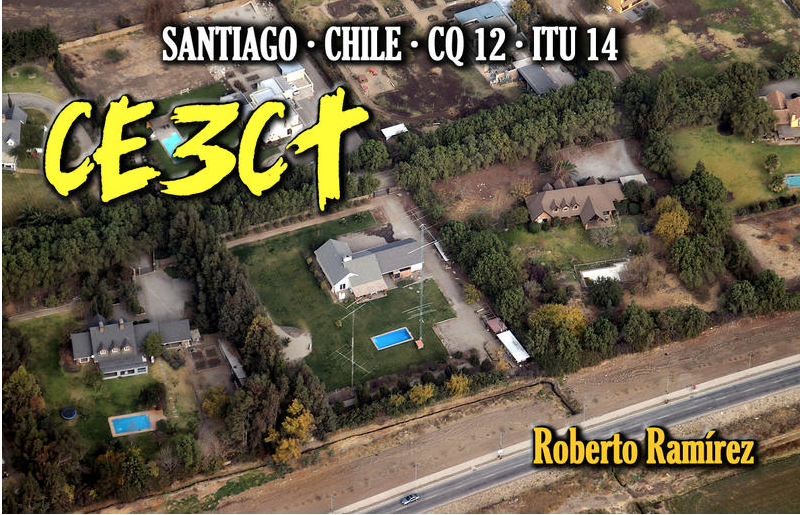 SANTIAGO · CHILE · CQ 12 · ITU 14
CE3CT
Roberto Ramírez